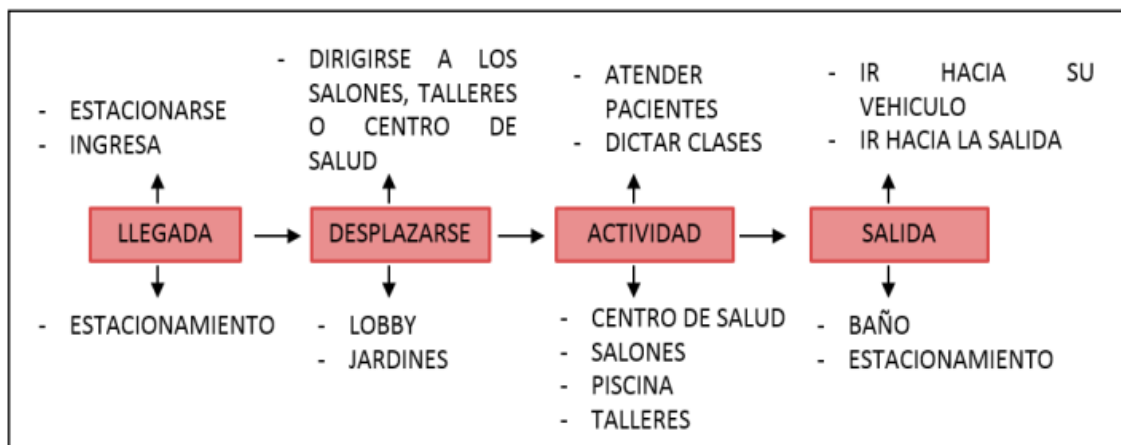 - ESTACIONARSE
- INGRESA
- DIRIGIRSE A LOS
SALONES, TALLERES
O CENTRO DE
SALUD
- ATENDER
PACIENTES
- DICTAR CLASES
- IR HACIA SU
VEHICULO
- IR HACIA LA SALIDA
LLEGADA
DESPLAZARSE
ACTIVIDAD
SALIDA
- ESTACIONAMIENTO
- LOBBY
- JARDINES
- CENTRO DE SALUD
- SALONES
- PISCINA
- TALLERES
- BAÑO
- ESTACIONAMIENTO